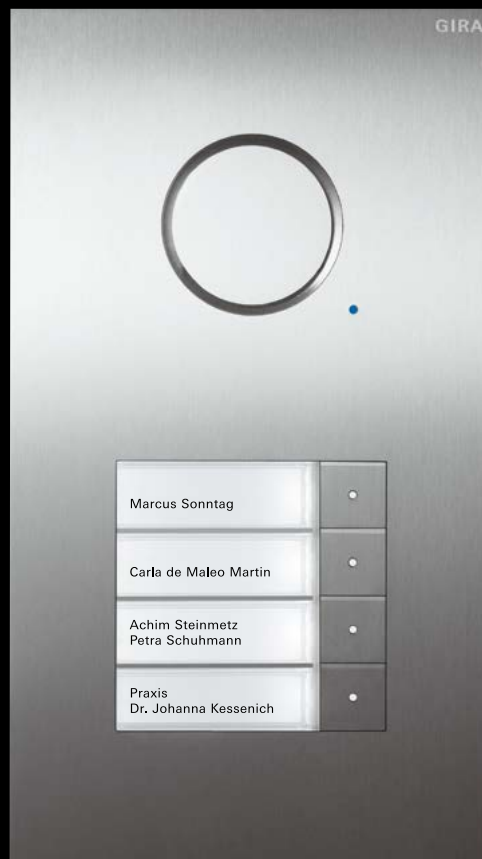 GIRA
Marcus Sonntag
Carla de Maleo Martin
Achim Steinmetz
Petra Schuhmann
Praxis
Dr. Johanna Kessenich